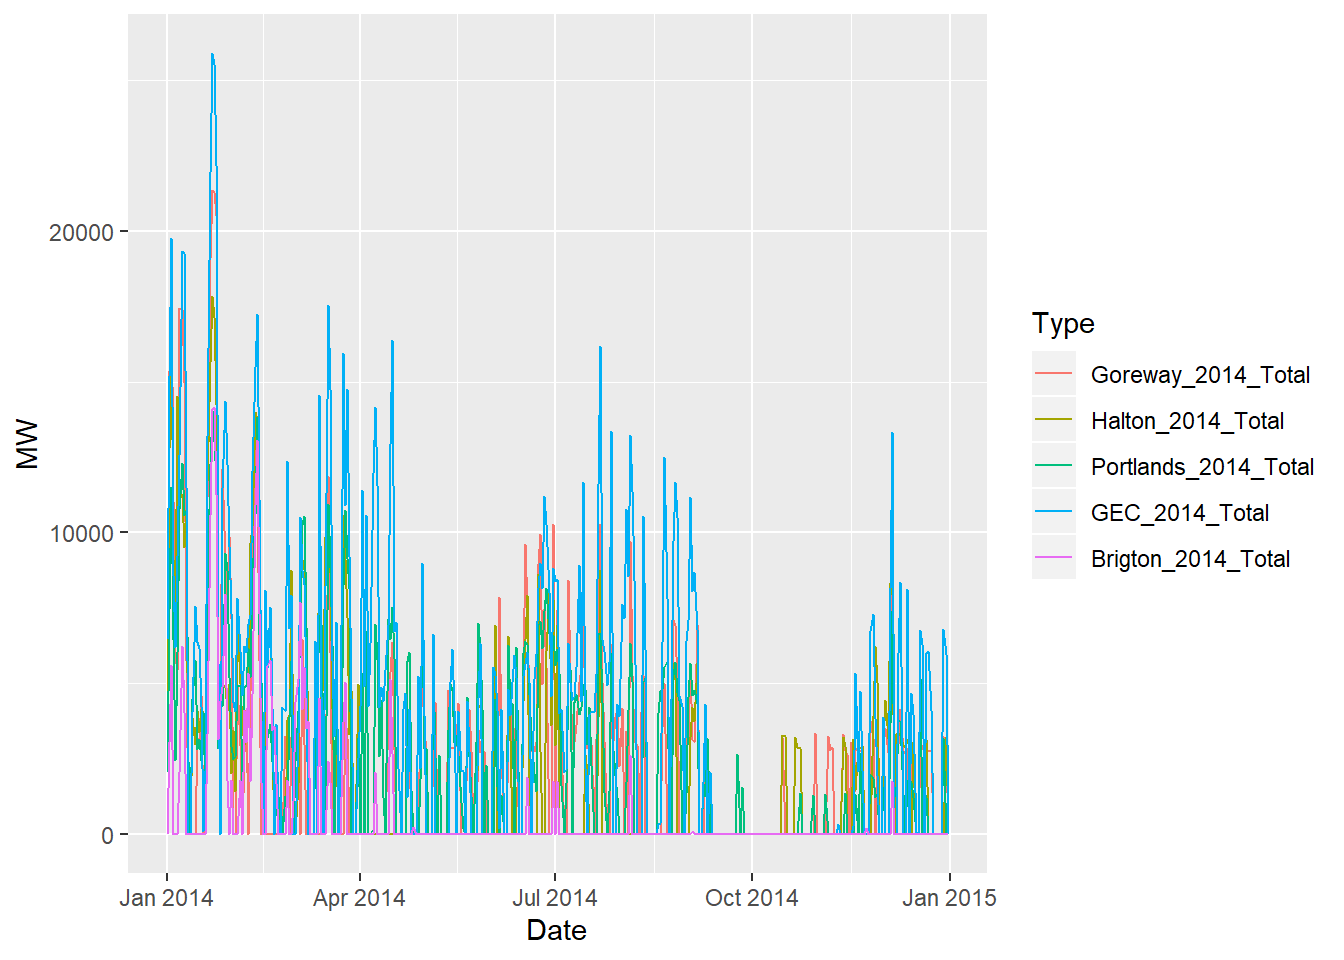 MW
20000
10000
0
Jan 2014
Apr 2014
Jul 2014
Oct 2014
Jan 2015
Date
Type
Goreway_2014_Total
Halton_2014_Total
Portlands_2014_Total
GEC_2014_Total
Brigton_2014_Total